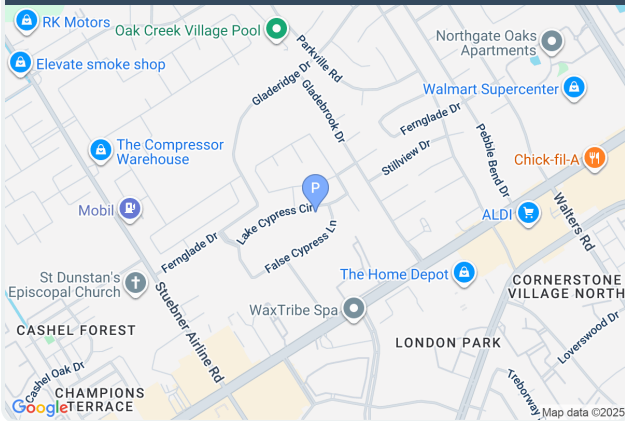 RK Motors
Oak Creek Village Pool
Parkville Rd
Northgate Oaks
Apartments
Elevate smoke shop
Gladeridge Dr
Gladebrook Dr
Walmart Supercenter
Fernglade Dr
The Compressor
Warehouse
Stillview Dr
Pebble Bend Dr
Chick-fil-A
P
Mobil
Lake Cypress Cir
ALDI
Walters Rd
Fernglade Dr
False Cypress Ln
St Dunstan's
Episcopal Church
The Home Depot
CORNERSTONE
VILLAGE NORTH
Stuebner Airline Rd
WaxTribe Spa
CASHEL FOREST
LONDON PARK
Loverswood Dr
Cashel Oak Dr
Treborway
CHAMPIONS
TERRACE
Google
Map data ©2025